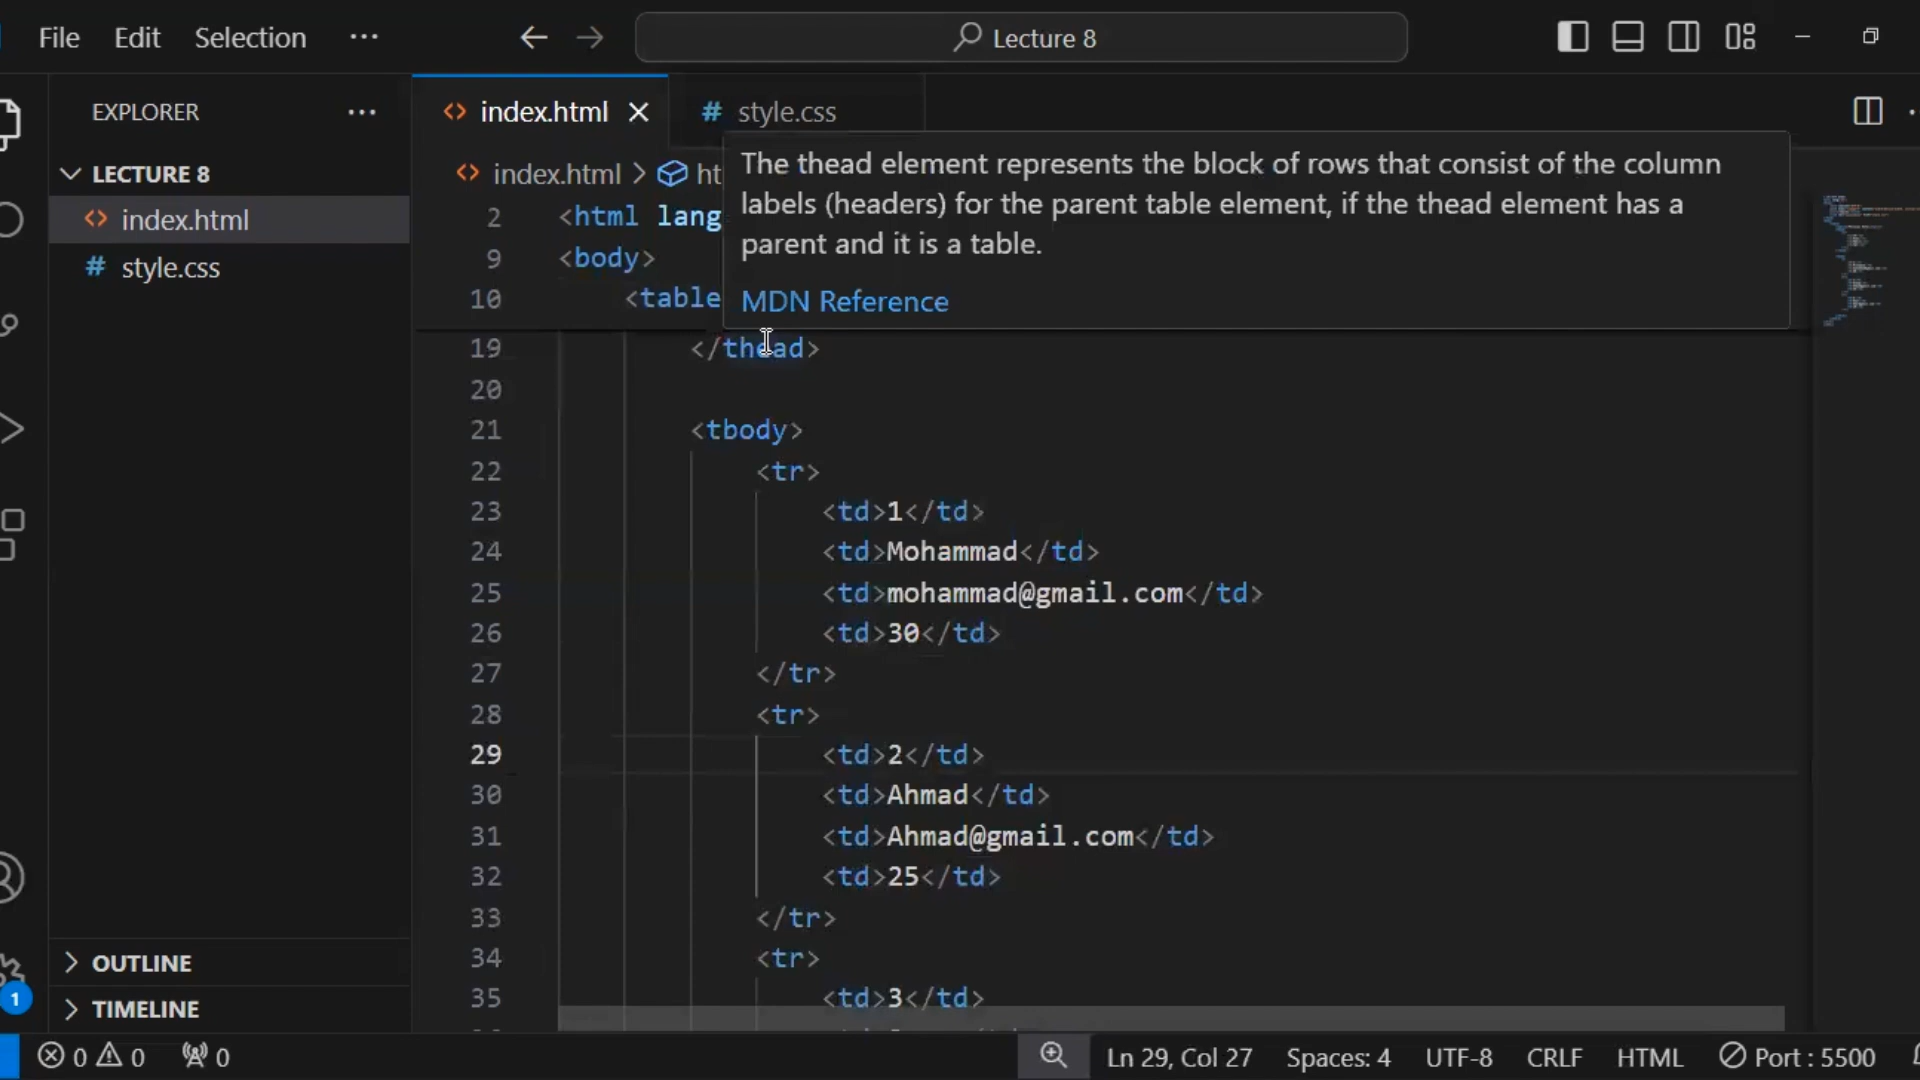 File Edit Selection ··· Lecture 8
EXPLORER ···
LECTURE 8
index.html
style.css
OUTLINE
TIMELINE
index.html
style.css
index.html > ht
The thead element represents the block of rows that consist of the column
labels (headers) for the parent table element, if the thead element has a
parent and it is a table.
MDN Reference
2 <html lang
9 <body>
10 <table
19 </thead>
20
21 <tbody>
22 <tr>
23 <td>1</td>
24 <td>Mohammad</td>
25 <td>mohammad@gmail.com</td>
26 <td>30</td>
27 </tr>
28 <tr>
29 <td>2</td>
30 <td>Ahmad</td>
31 <td>Ahmad@gmail.com</td>
32 <td>25</td>
33 </tr>
34 <tr>
35 <td>3</td>
1
0 0 0 Ln 29, Col 27 Spaces: 4 UTF-8 CRLF HTML Port : 5500